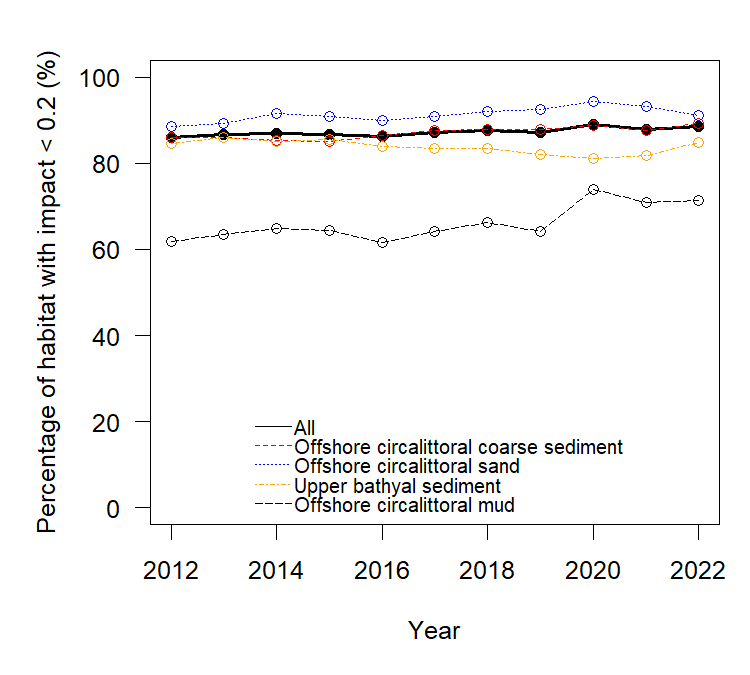 Percentage of habitat with impact < 0.2 (%)
100
80
60
40
20
0
All
Offshore circalittoral coarse sediment
Offshore circalittoral sand
Upper bathyal sediment
Offshore circalittoral mud
2012 2014 2016 2018 2020 2022
Year